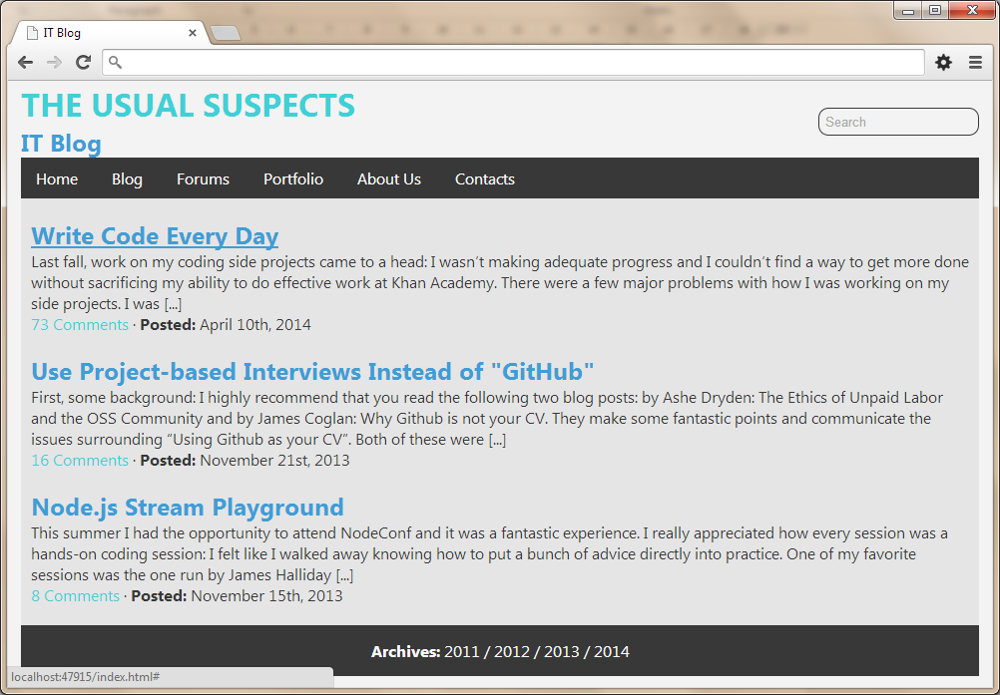 IT Blog
THE USUAL SUSPECTS
Search
IT Blog
Home Blog Forums Portfolio About Us Contacts
Write Code Every Day
Last fall, work on my coding side projects came to a head: I wasn’t making adequate progress and I couldn’t find a way to get more done
without sacrificing my ability to do effective work at Khan Academy. There were a few major problems with how I was working on my
side projects. I was [...]
73 Comments · Posted: April 10th, 2014
Use Project-based Interviews Instead of "GitHub"
First, some background: I highly recommend that you read the following two blog posts: by Ashe Dryden: The Ethics of Unpaid Labor
and the OSS Community and by James Coglan: Why Github is not your CV. They make some fantastic points and communicate the
issues surrounding “Using Github as your CV”. Both of these were [...]
16 Comments · Posted: November 21st, 2013
Node.js Stream Playground
This summer I had the opportunity to attend NodeConf and it was a fantastic experience. I really appreciated how every session was a
hands-on coding session: I felt like I walked away knowing how to put a bunch of advice directly into practice. One of my favorite
sessions was the one run by James Halliday [...]
8 Comments · Posted: November 15th, 2013
Archives: 2011 / 2012 / 2013 / 2014
localhost:47915/index.html#